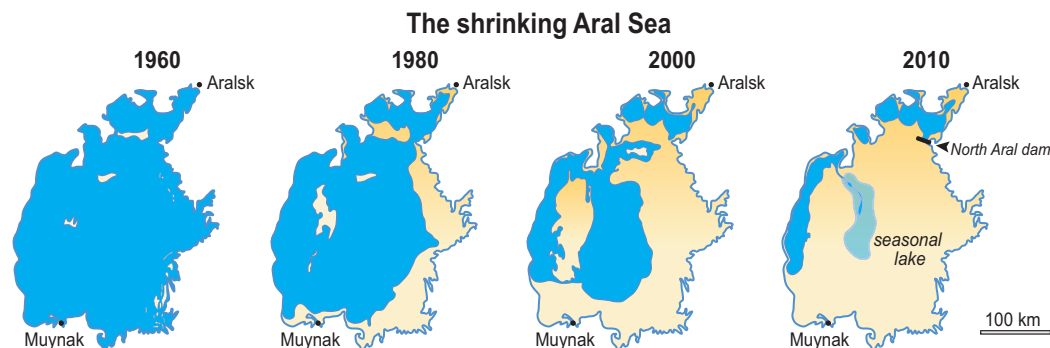 The shrinking Aral Sea
1960
1980
2000
2010
Aralsk
Aralsk
Aralsk
Aralsk
North Aral dam
seasonal
lake
Muynak
Muynak
Muynak
Muynak
100 km